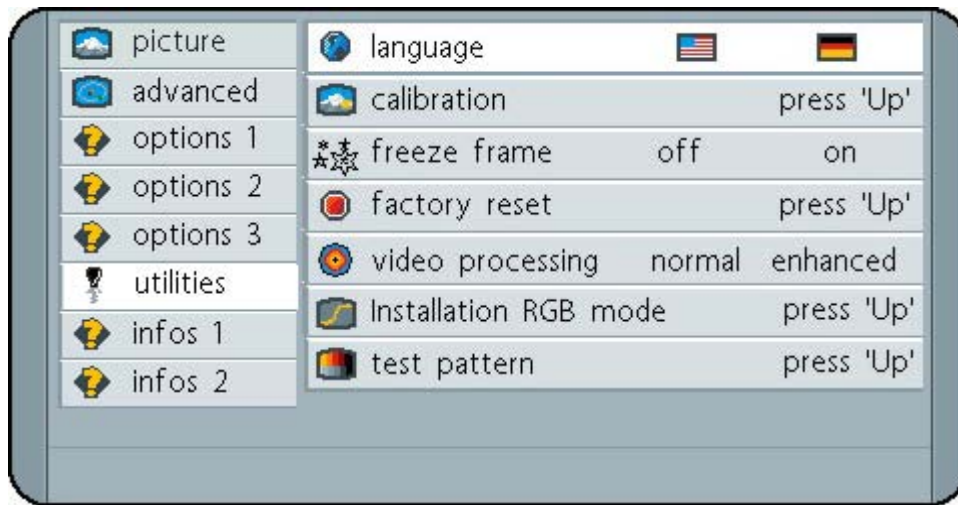 picture
advanced
options 1
options 2
options 3
utilities
infos 1
infos 2
language
calibration press 'Up'
freeze frame off on
factory reset press 'Up'
video processing normal enhanced
Installation RGB mode press 'Up'
test pattern press 'Up'